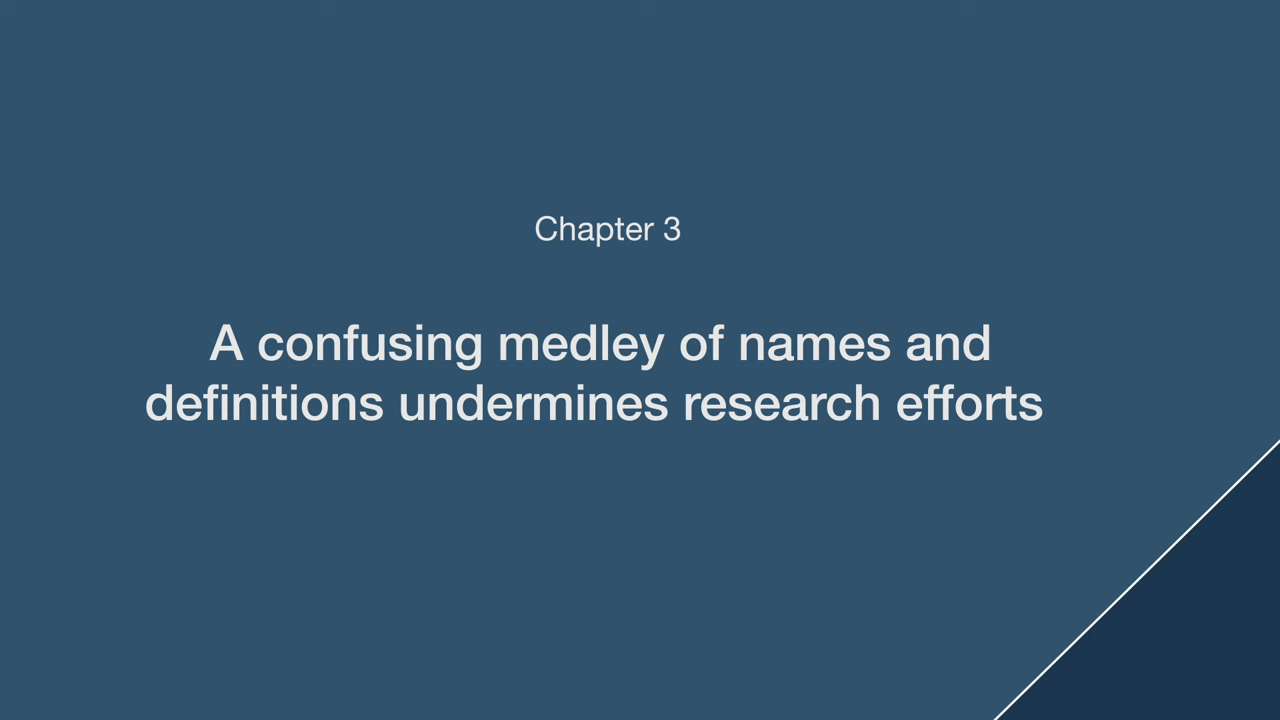 Chapter 3
A confusing medley of names and
definitions undermines research efforts